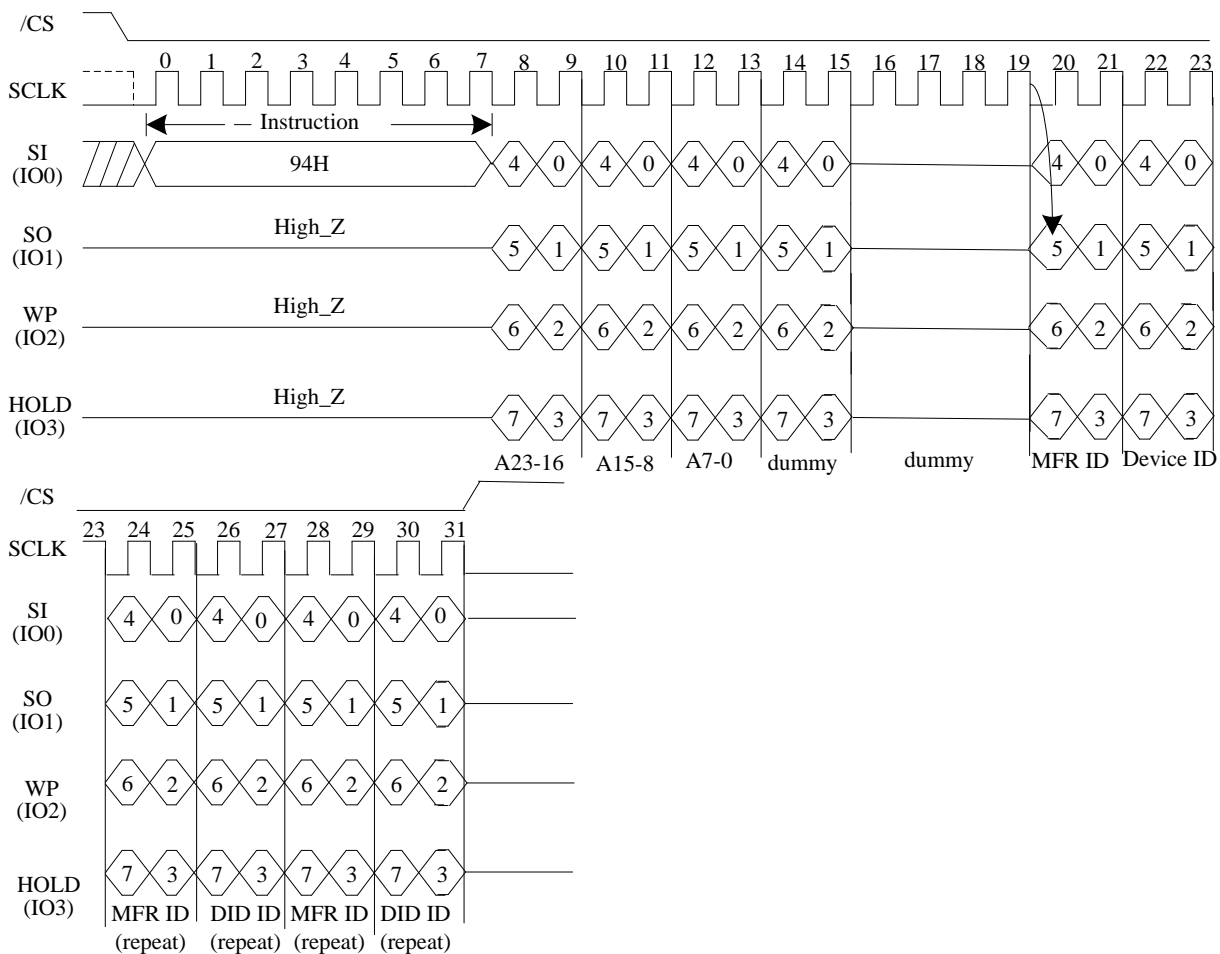 /CS
0 1 2 3 4 5 6 7 8 9 10 11 12 13 14 15 16 17 18 19 20 21 22 23
SCLK
Instruction
SI
(IO0)
94H
4 0 4 0 4 0 4 0 4 0 4 0
SO
(IO1)
High_Z
5 1 5 1 5 1 5 1 5 1 5 1
WP
(IO2)
High_Z
6 2 6 2 6 2 6 2 6 2 6 2
HOLD
(IO3)
High_Z
7 3 7 3 7 3 7 3 7 3 7 3
A23-16 A15-8 A7-0 dummy dummy MFR ID Device ID
/CS
23 24 25 26 27 28 29 30 31
SCLK
SI
(IO0)
4 0 4 0 4 0 4 0
SO
(IO1)
5 1 5 1 5 1 5 1
WP
(IO2)
6 2 6 2 6 2 6 2
HOLD
(IO3)
7 3 7 3 7 3 7 3
MFR ID DID ID MFR ID DID ID
(repeat) (repeat) (repeat) (repeat)